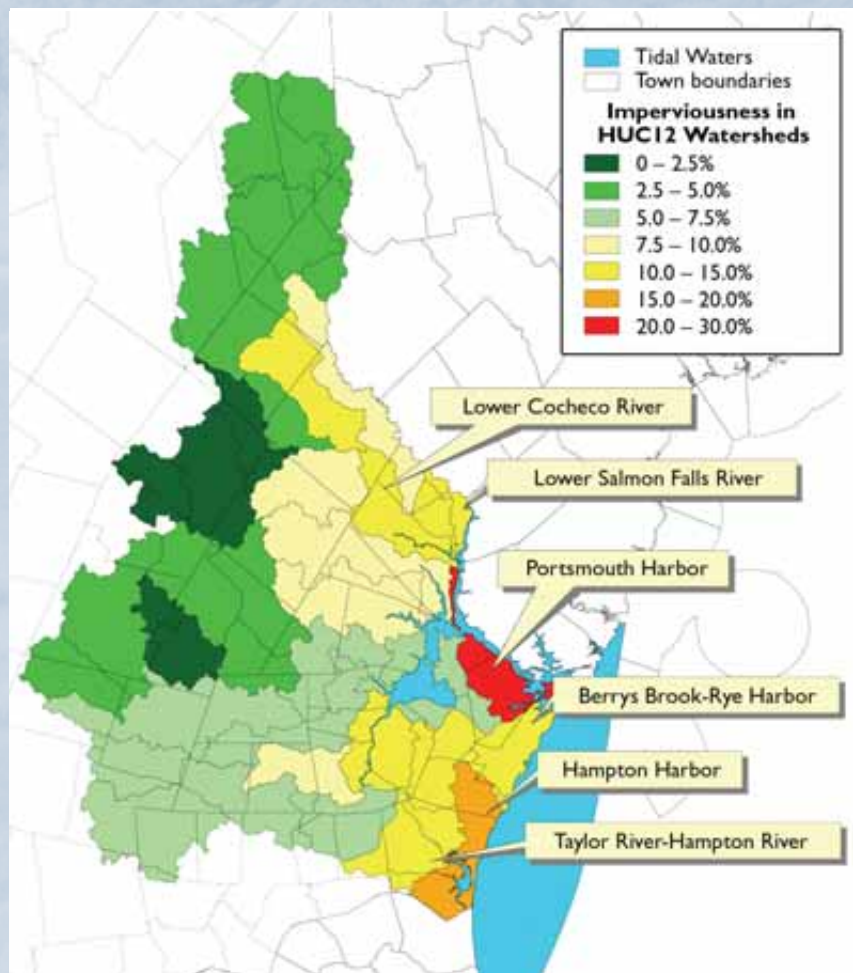 Tidal Waters
Town boundaries
Imperviousness in
HUC12 Watersheds
0 – 2.5%
2.5 – 5.0%
5.0 – 7.5%
7.5 – 10.0%
10.0 – 15.0%
15.0 – 20.0%
20.0 – 30.0%
Lower Cocheco River
Lower Salmon Falls River
Portsmouth Harbor
Berrys Brook-Rye Harbor
Hampton Harbor
Taylor River-Hampton River